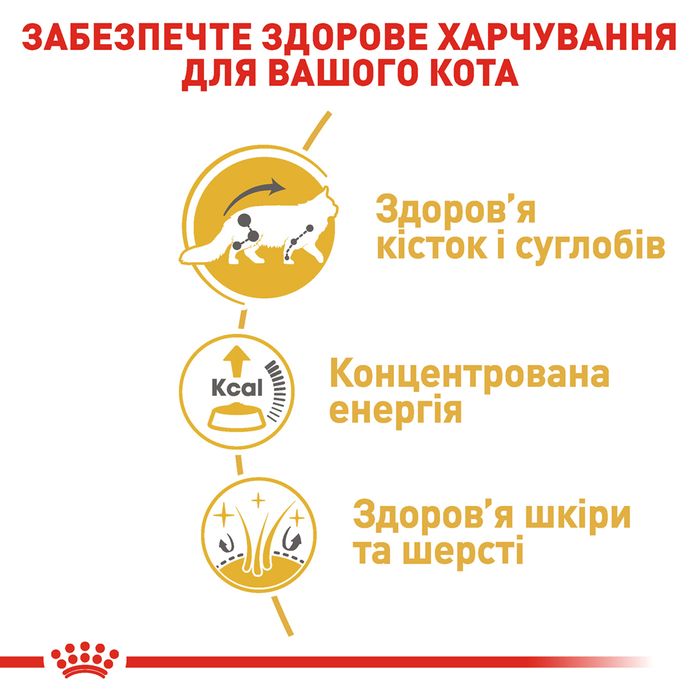 ЗАБЕЗПЕЧТЕ ЗДОРОВЕ ХАРЧУВАННЯ
ДЛЯ ВАШОГО КОТА
Здоров'я
кісток і суглобів
Kcal
Концентрована
енергія
Здоров'я шкіри
та шерсті